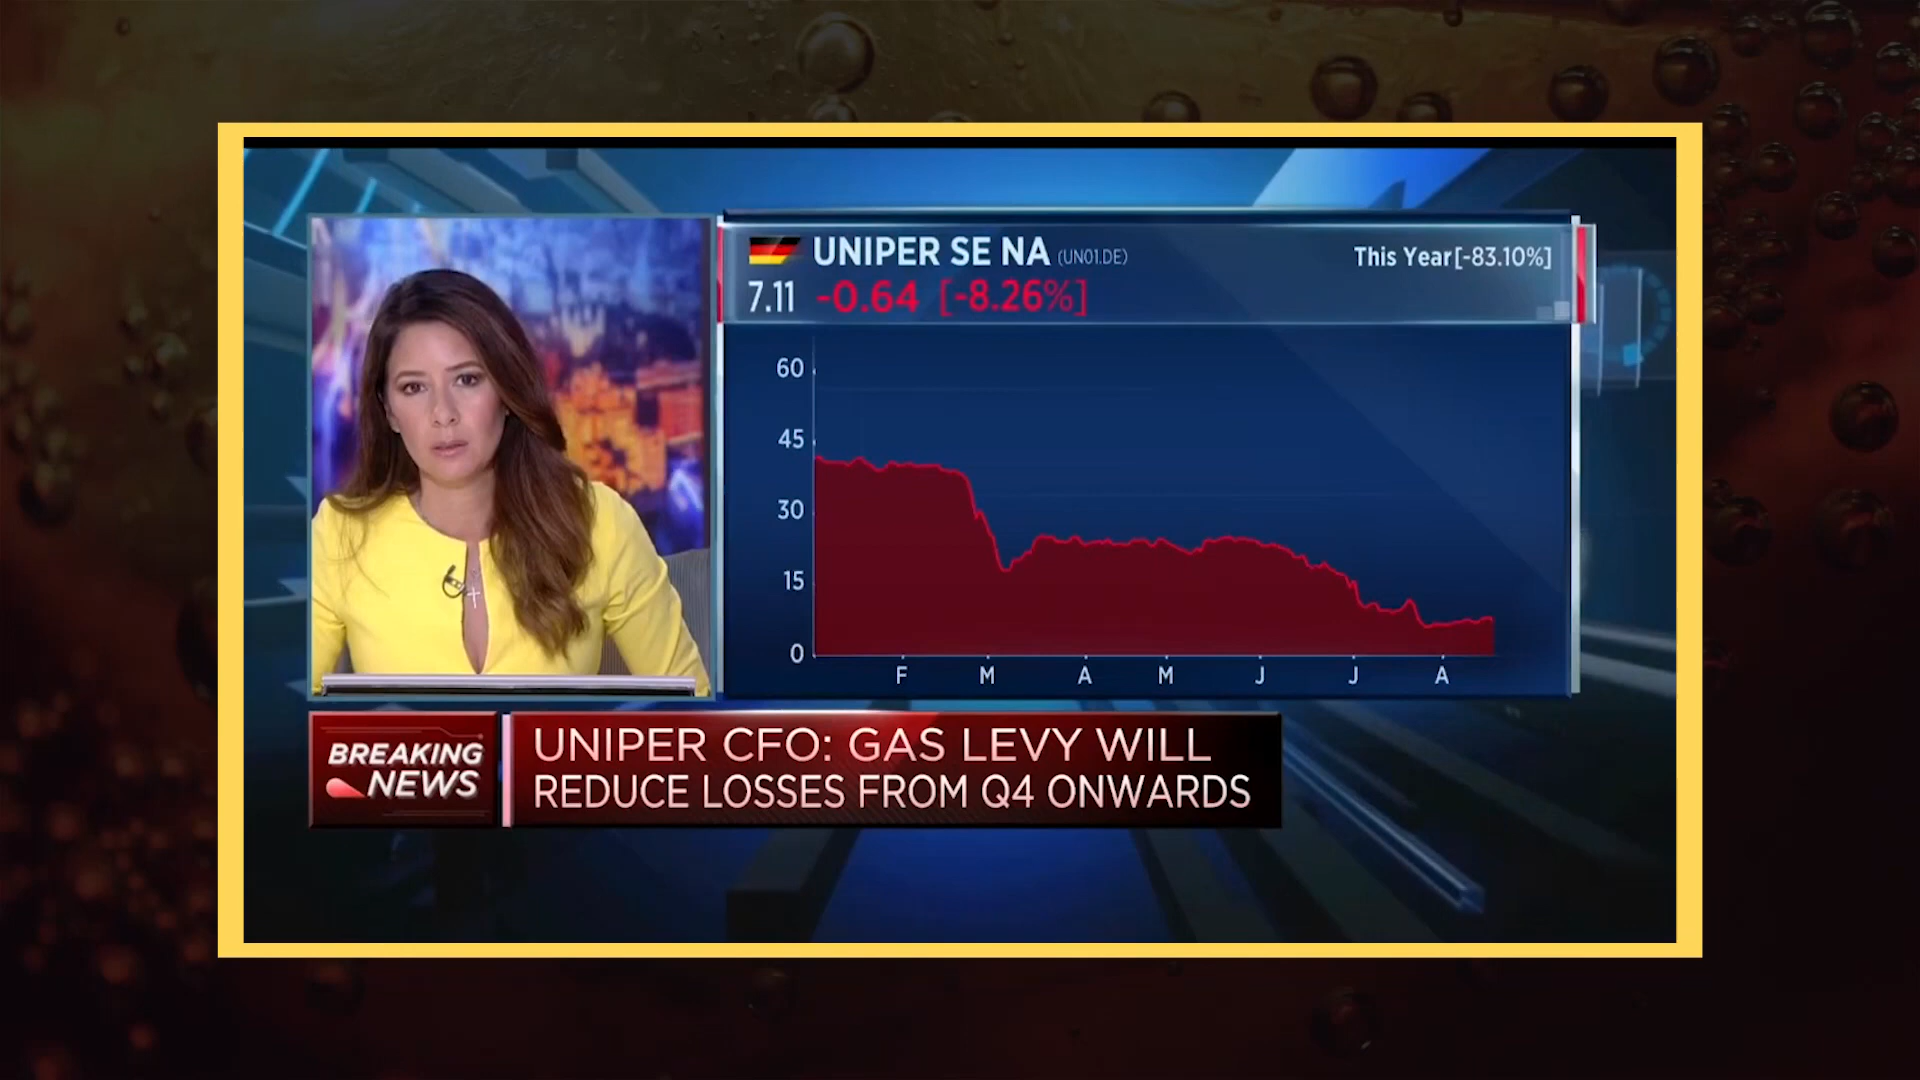 UNIPER SE NA (UN01.DE)
This Year[-83.10%]
7.11 -0.64 [-8.26%]
60
45
30
15
0
F M A M J J A
BREAKING
NEWS
UNIPER CFO: GAS LEVY WILL
REDUCE LOSSES FROM Q4 ONWARDS